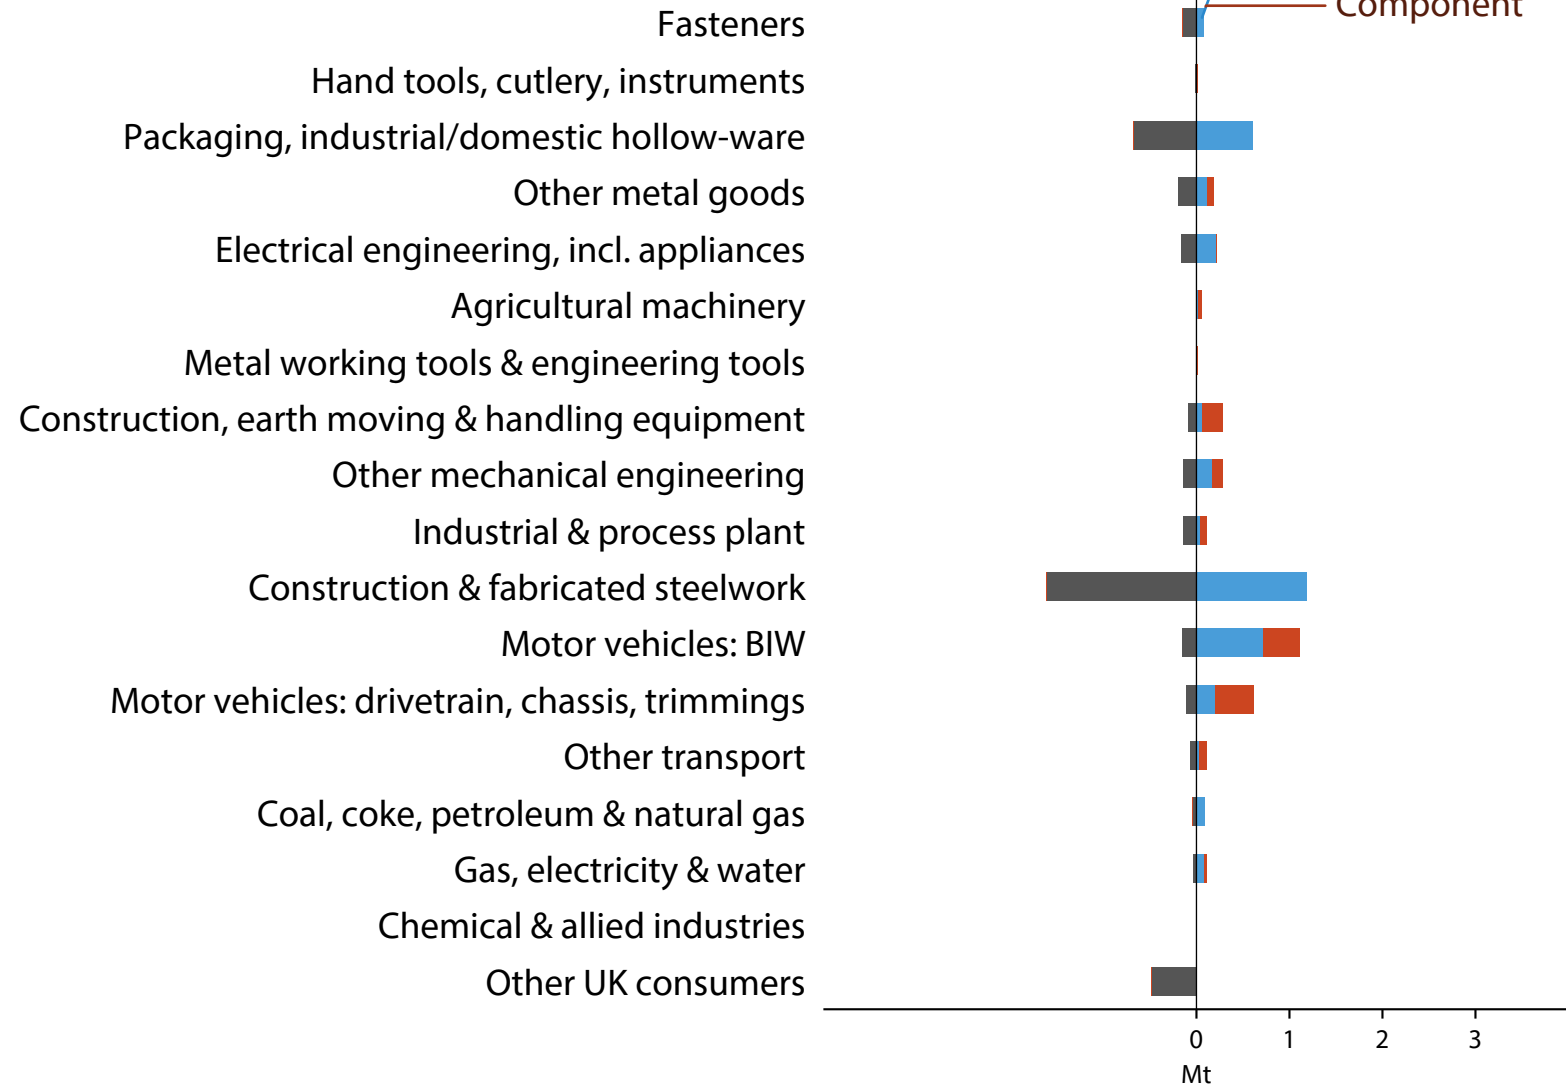 Component
Fasteners
Hand tools, cutlery, instruments
Packaging, industrial/domestic hollow-ware
Other metal goods
Electrical engineering, incl. appliances
Agricultural machinery
Metal working tools & engineering tools
Construction, earth moving & handling equipment
Other mechanical engineering
Industrial & process plant
Construction & fabricated steelwork
Motor vehicles: BIW
Motor vehicles: drivetrain, chassis, trimmings
Other transport
Coal, coke, petroleum & natural gas
Gas, electricity & water
Chemical & allied industries
Other UK consumers
0 1 2 3
Mt